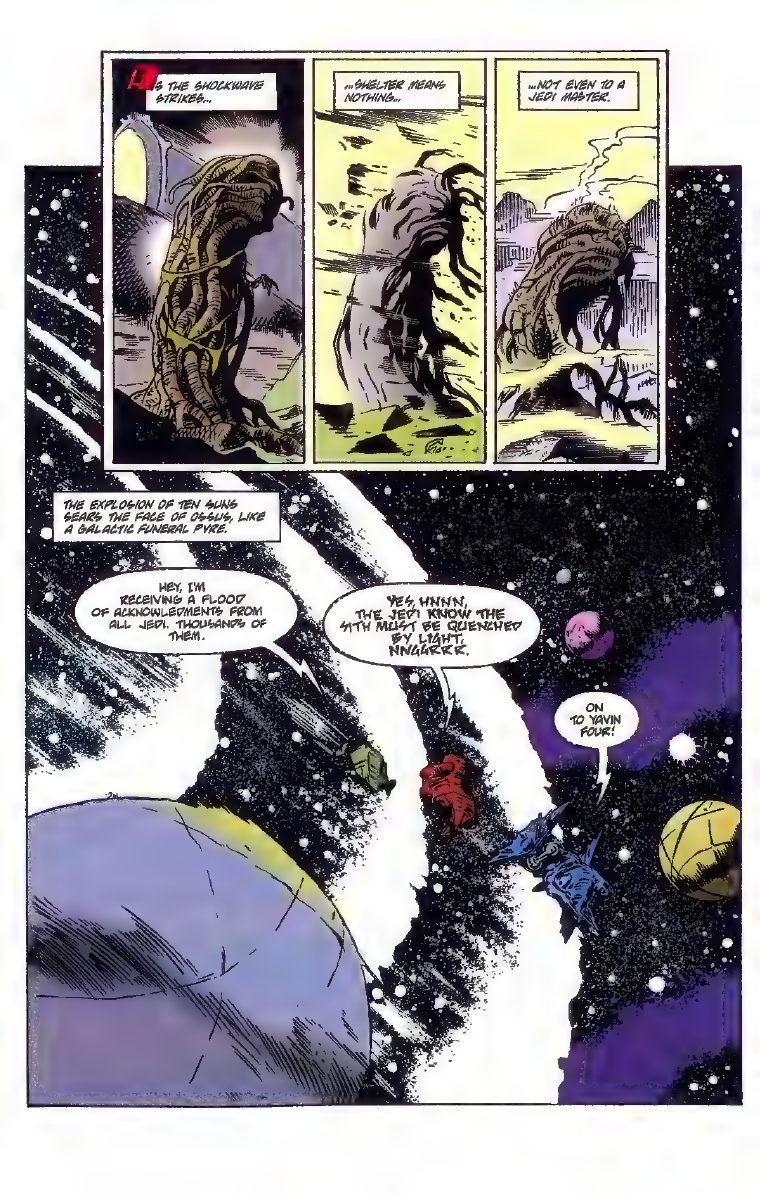 AS THE SHOCKWAVE
STRIKES...
...SHELTER MEANS
NOTHING...
...NOT EVEN TO A
JEDI MASTER.
THE EXPLOSION OF TEN SUNS
SEARS THE FACE OF OSSUS, LIKE
A GALACTIC FUNERAL PYRE.
HEY, I'M
RECEIVING A FLOOD
OF ACKNOWLEDMENTS FROM
ALL JEDI. THOUSANDS OF
THEM.
YES, HNNN,
THE JEDI KNOW THE
SITH MUST BE QUENCHED
BY LIGHT,
NNGGRRR.
ON
TO YAVIN
FOUR!